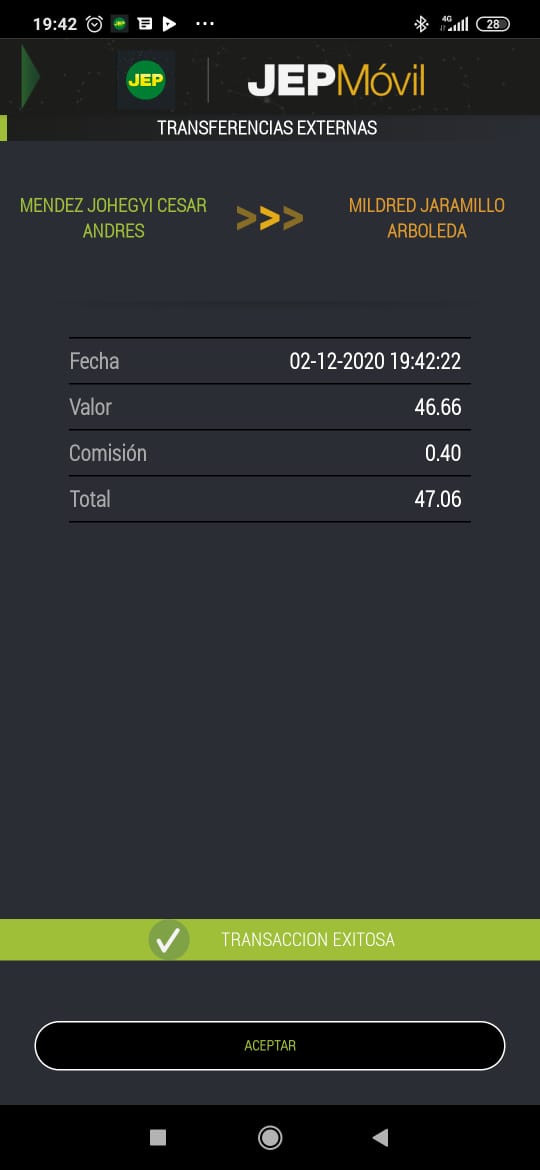 19:42
4G
28
JEP
JEPMóvil
TRANSFERENCIAS EXTERNAS
MENDEZ JOHEGYI CESAR
ANDRES
>>>
MILDRED JARAMILLO
ARBOLEDA
Fecha 02-12-2020 19:42:22
Valor 46.66
Comisión 0.40
Total 47.06
TRANSACCION EXITOSA
ACEPTAR